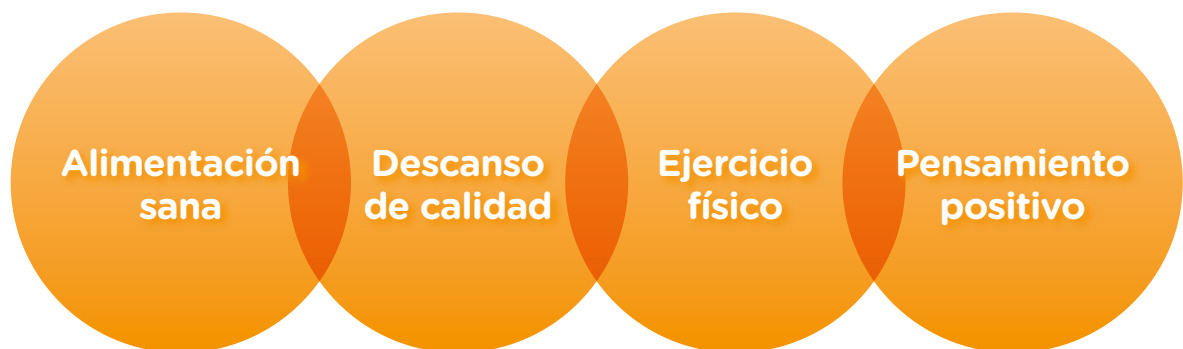 Alimentación
sana
Descanso
de calidad
Ejercicio
físico
Pensamiento
positivo